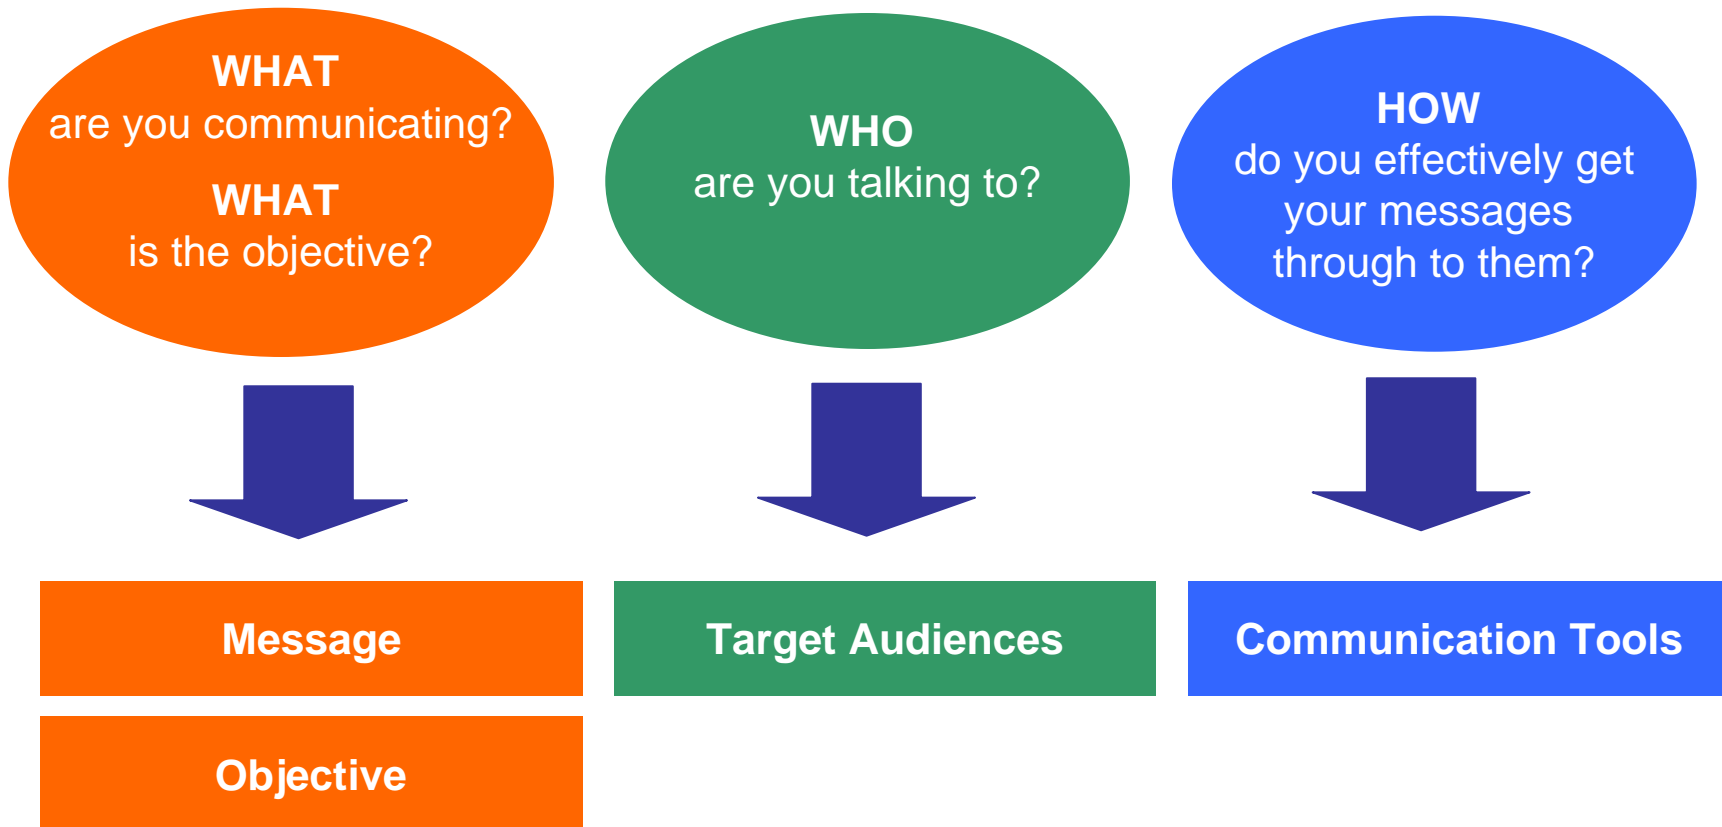 WHAT
are you communicating?
WHAT
is the objective?
WHO
are you talking to?
HOW
do you effectively get
your messages
through to them?
Message
Target Audiences
Communication Tools
Objective